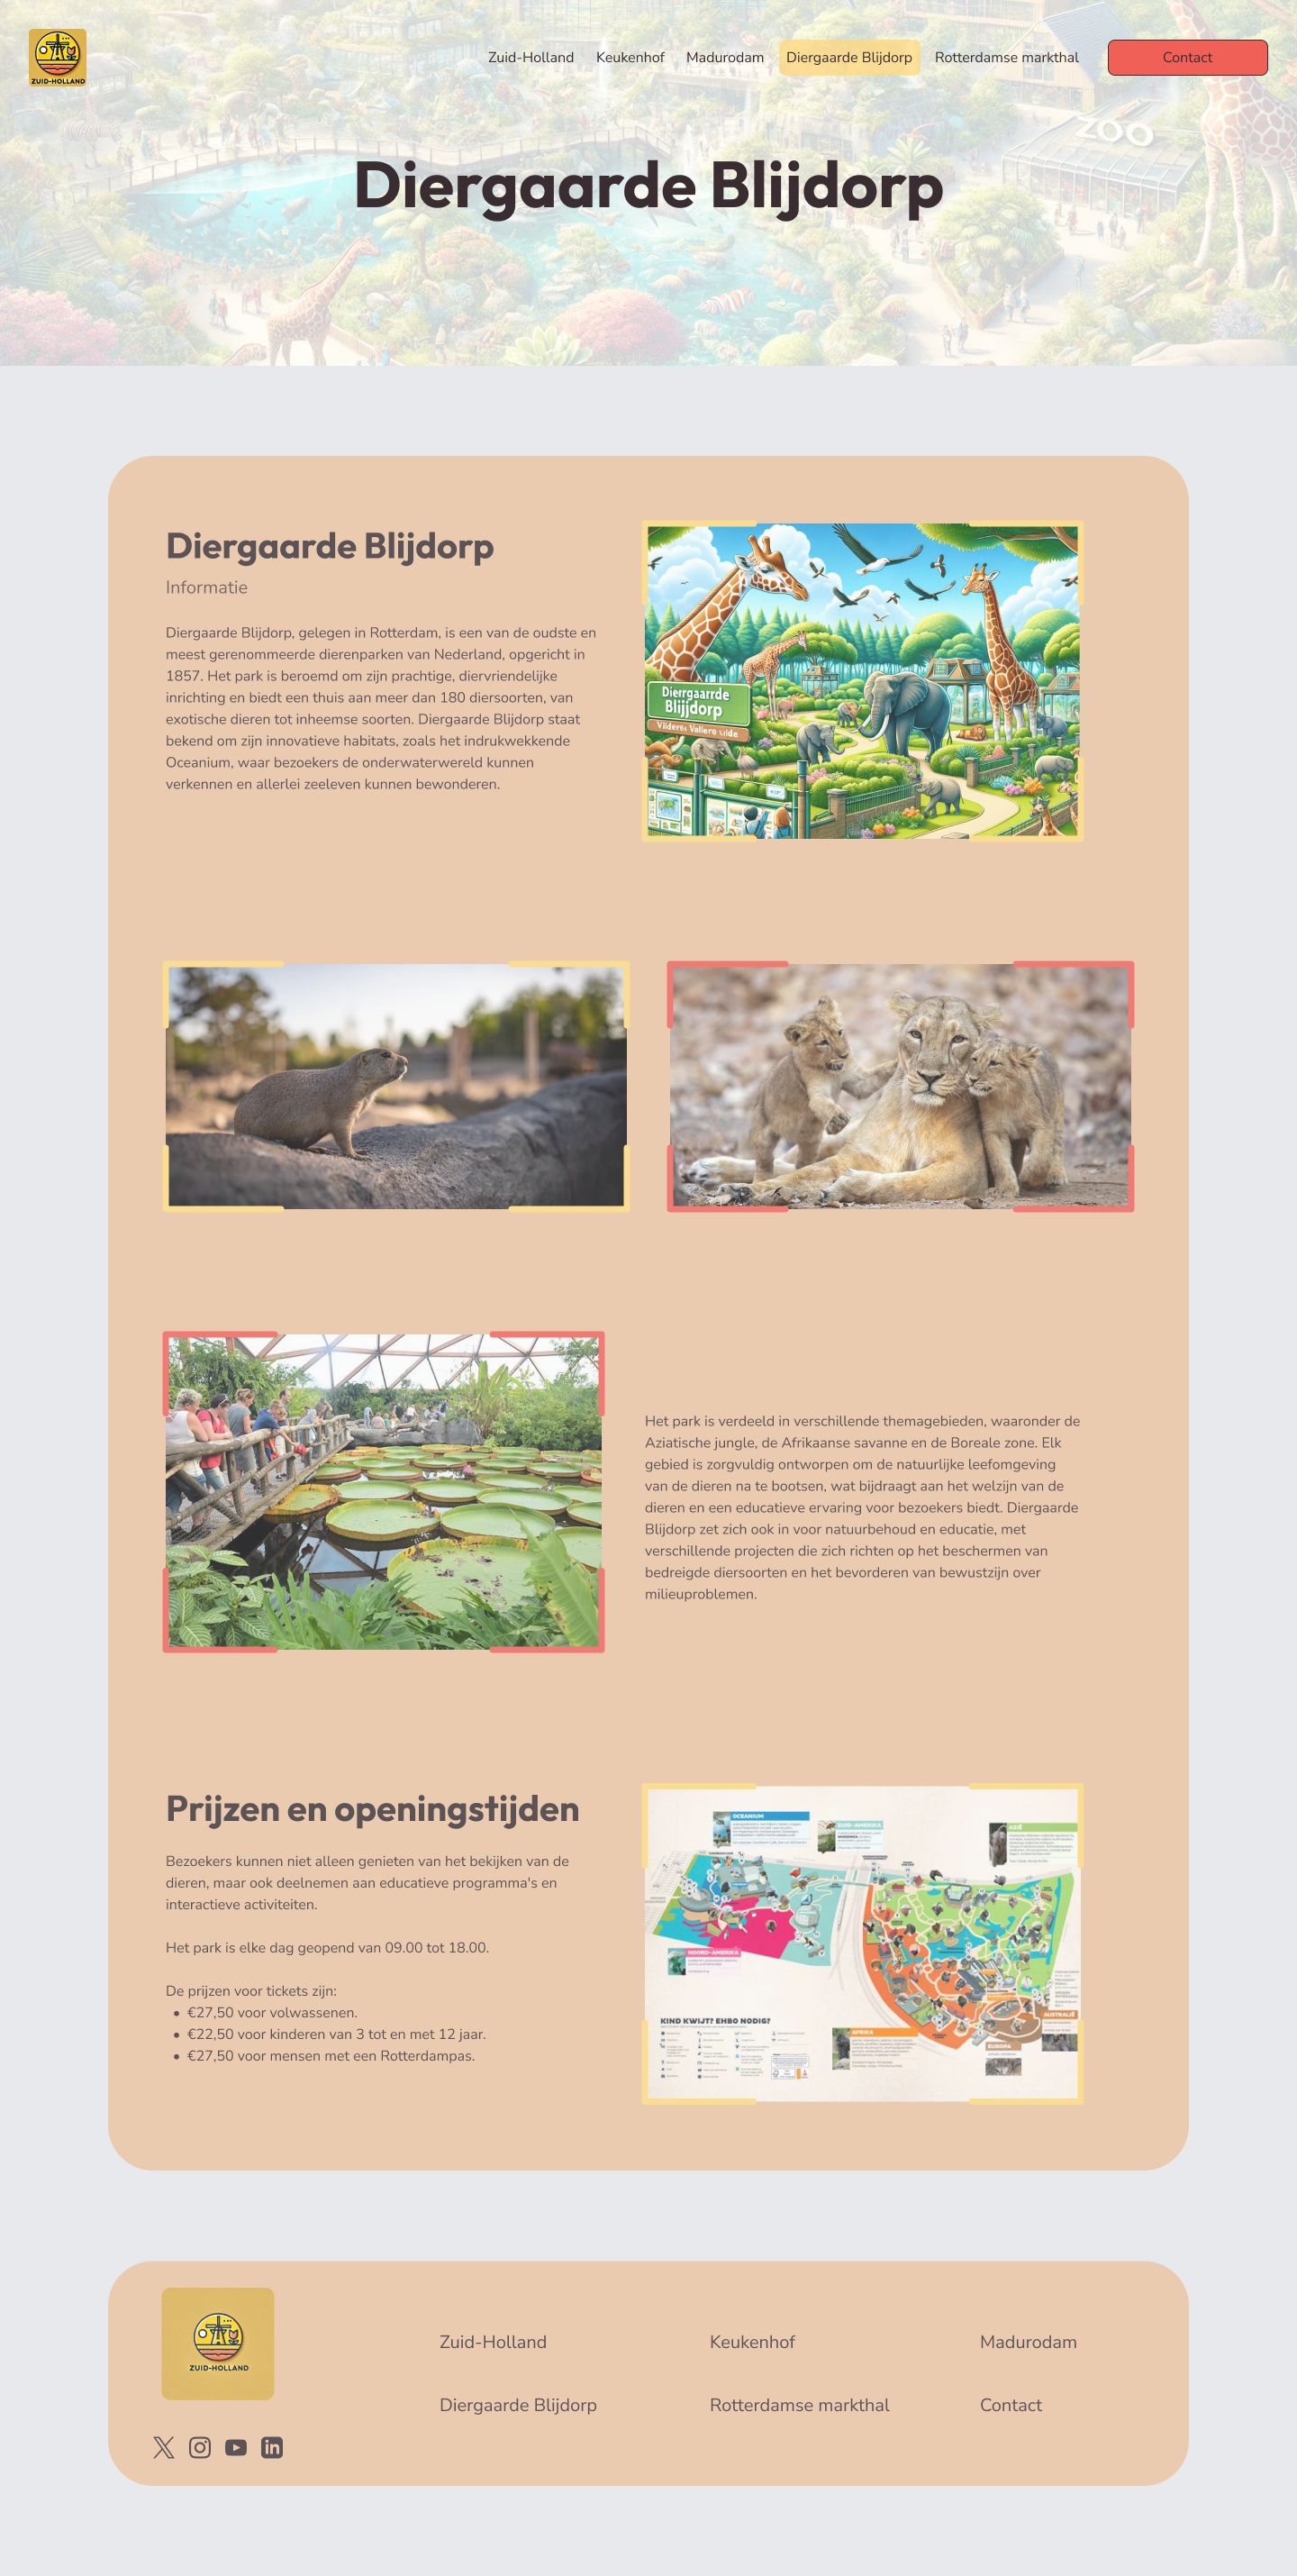 ZUID-HOLLAND
Zuid-Holland
Keukenhof
Madurodam
Diergaarde Blijdorp
Rotterdamse markthal
Contact
ZOO
Diergaarde Blijdorp
Diergaarde Blijdorp
Informatie
Diergaarde Blijdorp, gelegen in Rotterdam, is een van de oudste en
meest gerenommeerde dierenparken van Nederland, opgericht in
1857. Het park is beroemd om zijn prachtige, diervriendelijke
inrichting en biedt een thuis aan meer dan 180 diersoorten, van
exotische dieren tot inheemse soorten. Diergaarde Blijdorp staat
bekend om zijn innovatieve habitats, zoals het indrukwekkende
Oceanium, waar bezoekers de onderwaterwereld kunnen
verkennen en allerlei zeeleven kunnen bewonderen.
Diergaarrde
Blijjdorp
Het park is verdeeld in verschillende themagebieden, waaronder de
Aziatische jungle, de Afrikaanse savanne en de Boreale zone. Elk
gebied is zorgvuldig ontworpen om de natuurlijke leefomgeving
van de dieren na te bootsen, wat bijdraagt aan het welzijn van de
dieren en een educatieve ervaring voor bezoekers biedt. Diergaarde
Blijdorp zet zich ook in voor natuurbehoud en educatie, met
verschillende projecten die zich richten op het beschermen van
bedreigde diersoorten en het bevorderen van bewustzijn over
milieuproblemen.
Prijzen en openingstijden
Bezoekers kunnen niet alleen genieten van het bekijken van de
dieren, maar ook deelnemen aan educatieve programma's en
interactieve activiteiten.
Het park is elke dag geopend van 09.00 tot 18.00.
De prijzen voor tickets zijn:
• €27,50 voor volwassenen.
• €22,50 voor kinderen van 3 tot en met 12 jaar.
• €27,50 voor mensen met een Rotterdampas.
OCEANIUM
ZUID-AMERIKA
AZIË
NOORD-AMERIKA
KIND KWIJT? EHBO NODIG?
AFRIKA
AUSTRALIË
EUROPA
ZUID-HOLLAND
Zuid-Holland
Keukenhof
Madurodam
Diergaarde Blijdorp
Rotterdamse markthal
Contact